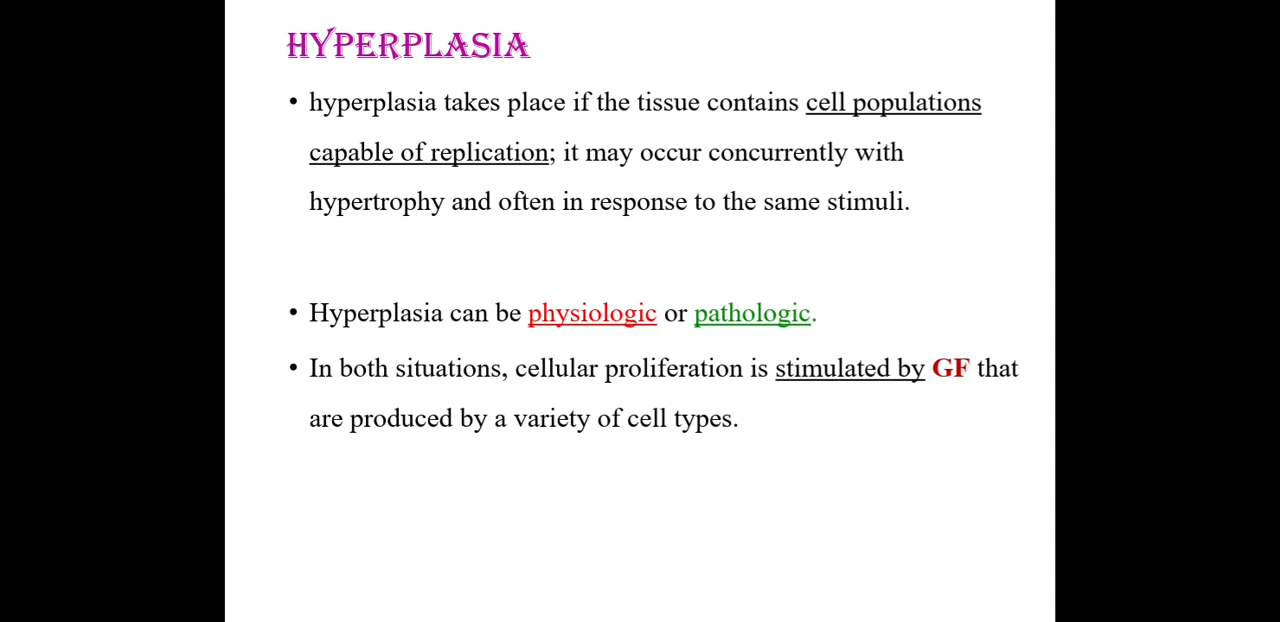 HYPERPLASIA
• hyperplasia takes place if the tissue contains cell populations
capable of replication; it may occur concurrently with
hypertrophy and often in response to the same stimuli.
• Hyperplasia can be physiologic or pathologic.
• In both situations, cellular proliferation is stimulated by GF that
are produced by a variety of cell types.